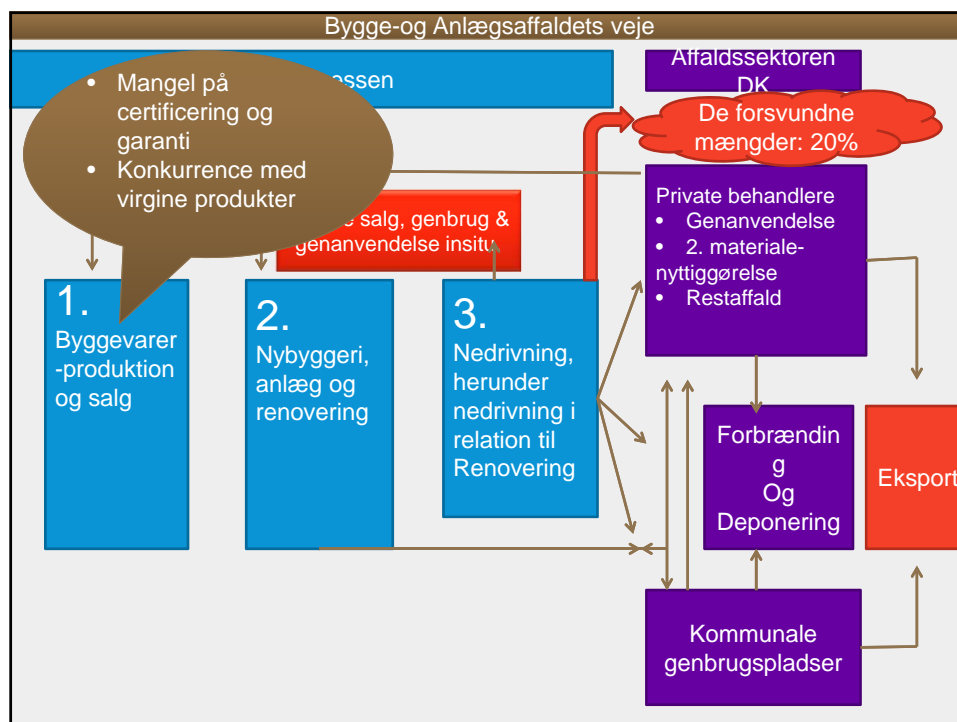 Bygge-og Anlægsaffaldets veje
Affaldssektoren
DK
• Mangel på
certificering og
garanti
• Konkurrence med
virgine produkter
De forsvundne
mængder: 20%
salg, genbrug &
genanvendelse insitu
Private behandlere
• Genanvendelse
• 2. materiale-
nyttiggørelse
• Restaffald
1.
Byggevarer
-produktion
og salg
2.
Nybyggeri,
anlæg og
renovering
3.
Nedrivning,
herunder
nedrivning i
relation til
Renovering
Forbrændin
g
Og
Deponering
Eksport
Kommunale
genbrugspladser